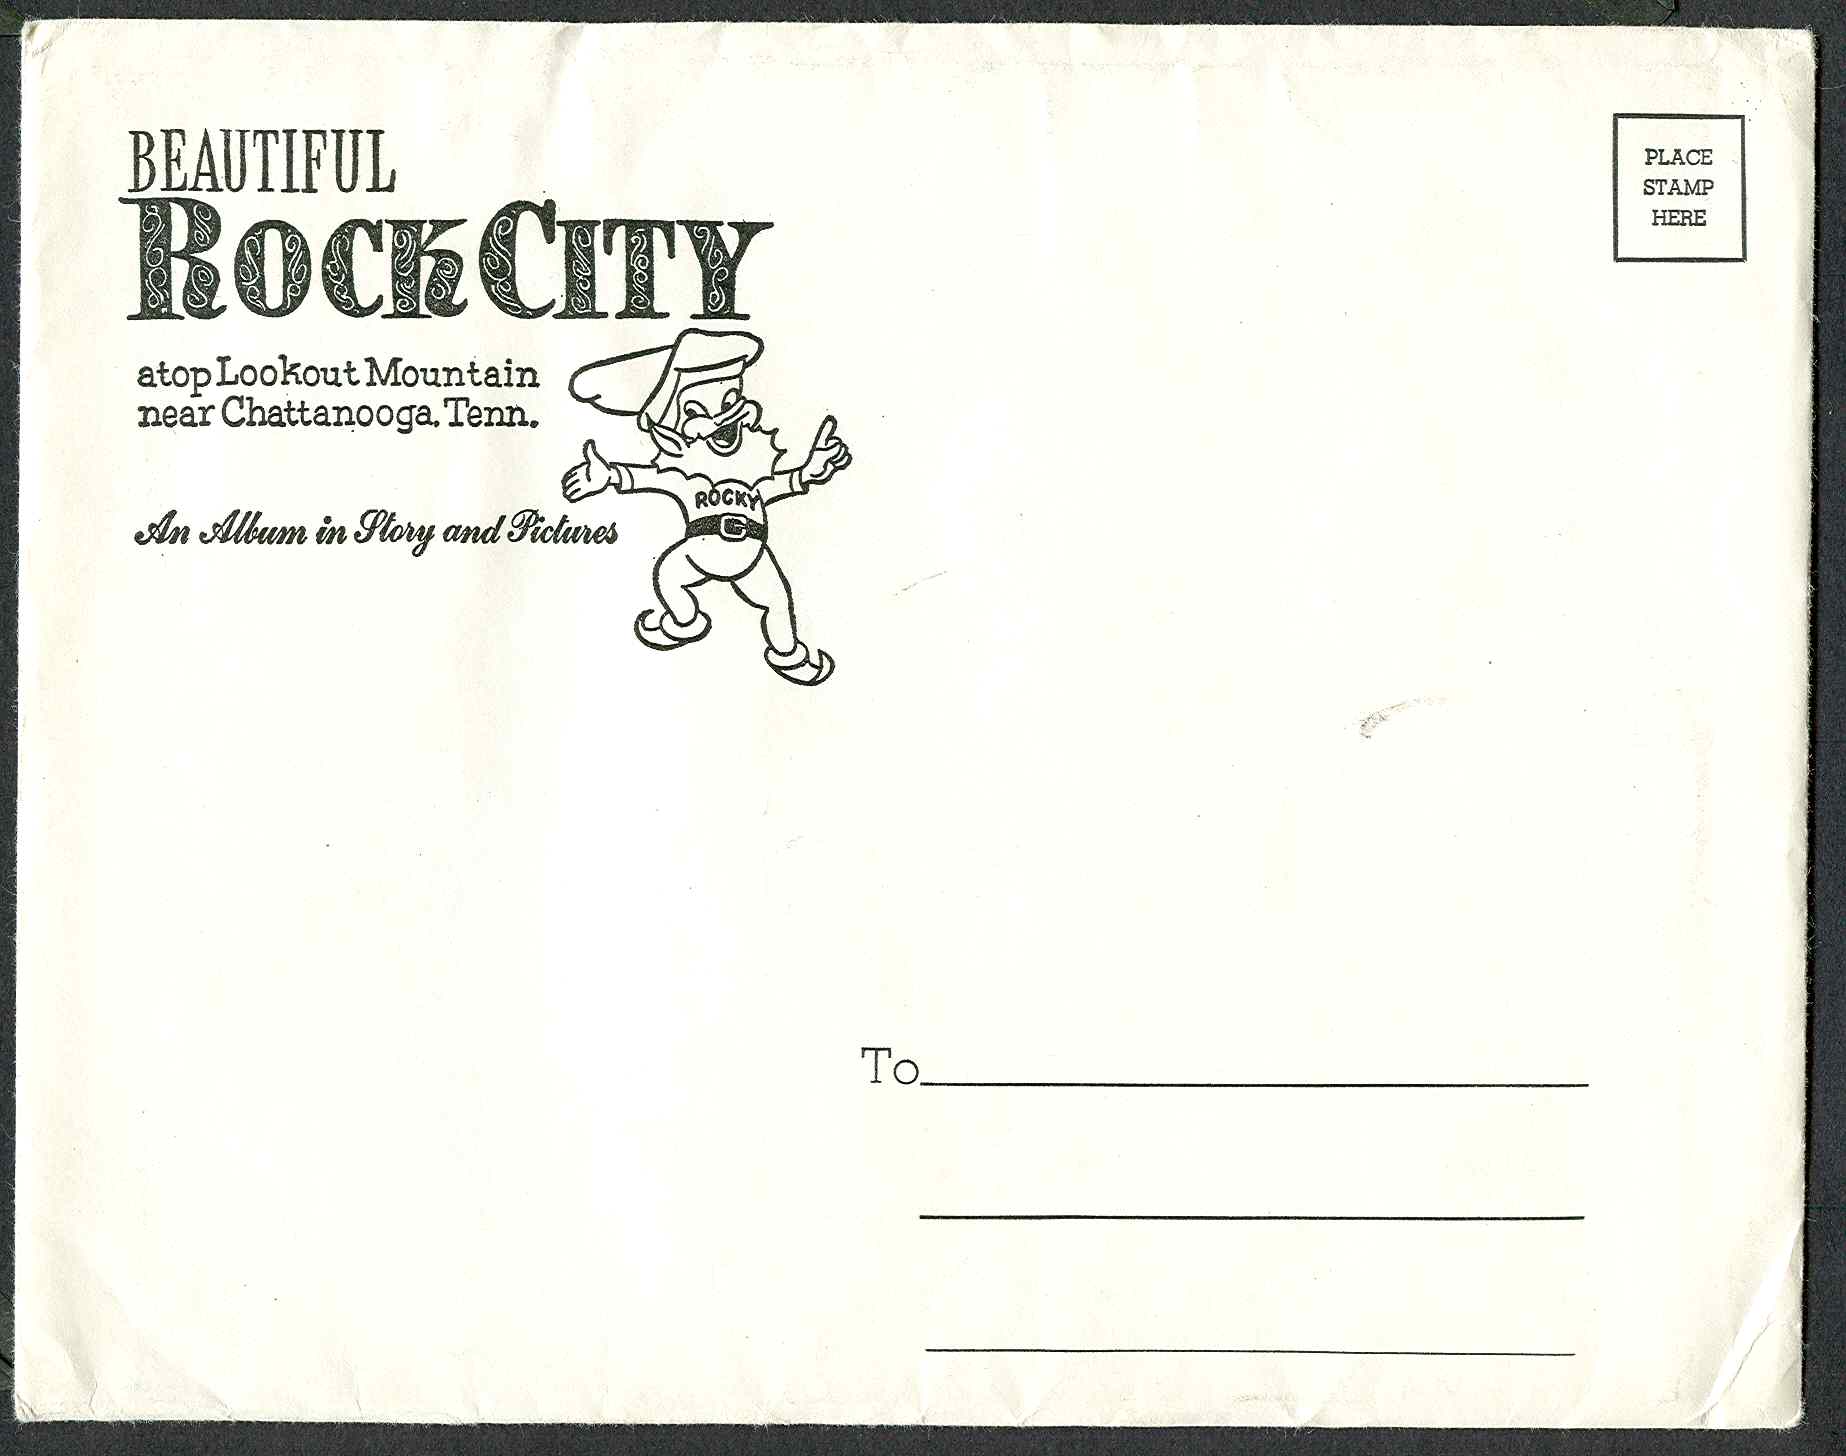 BEAUTIFUL
ROCK CITY
atop Lookout Mountain
near Chattanooga, Tenn.
An Album in Story and Pictures
ROCKY
PLACE
STAMP
HERE
To